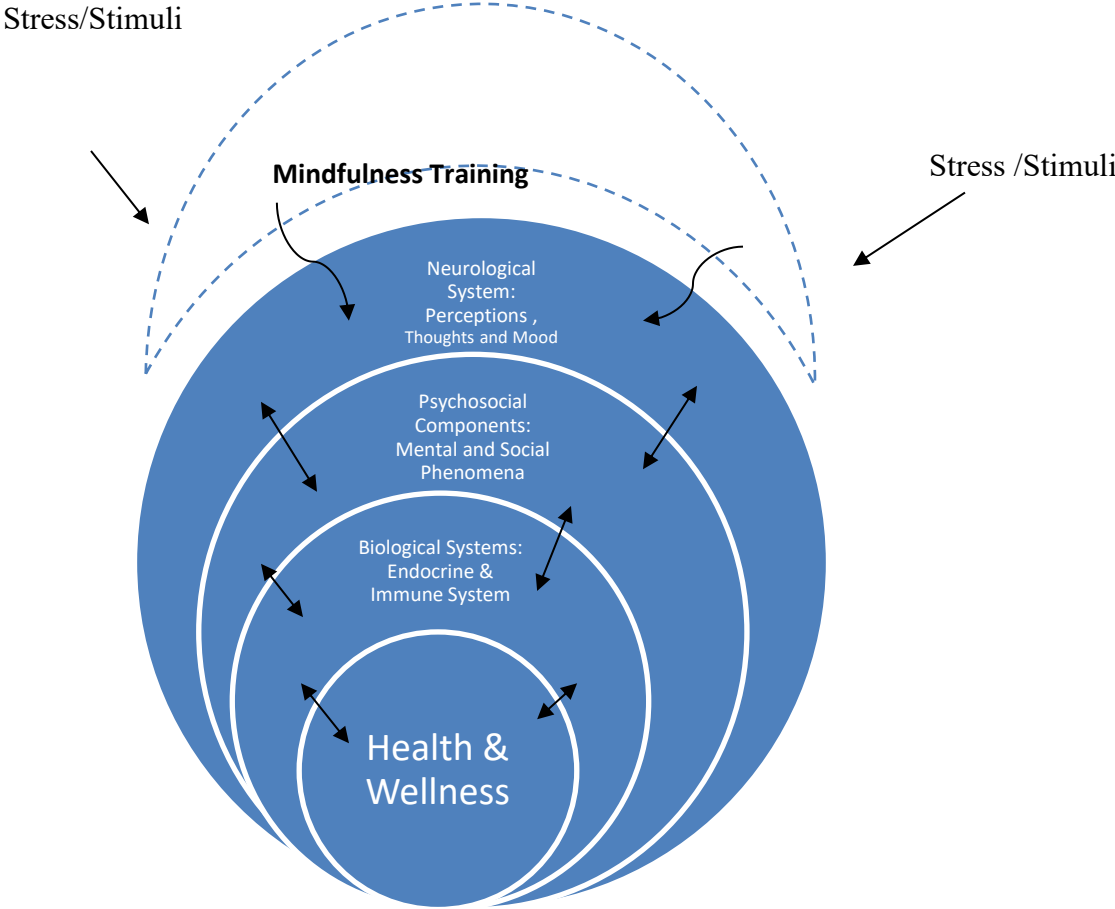 Stress/Stimuli
Stress /Stimuli
Mindfulness Training
Neurological
System:
Perceptions ,
Thoughts and Mood
Psychosocial
Components:
Mental and Social
Phenomena
Biological Systems:
Endocrine &
Immune System
Health &
Wellness